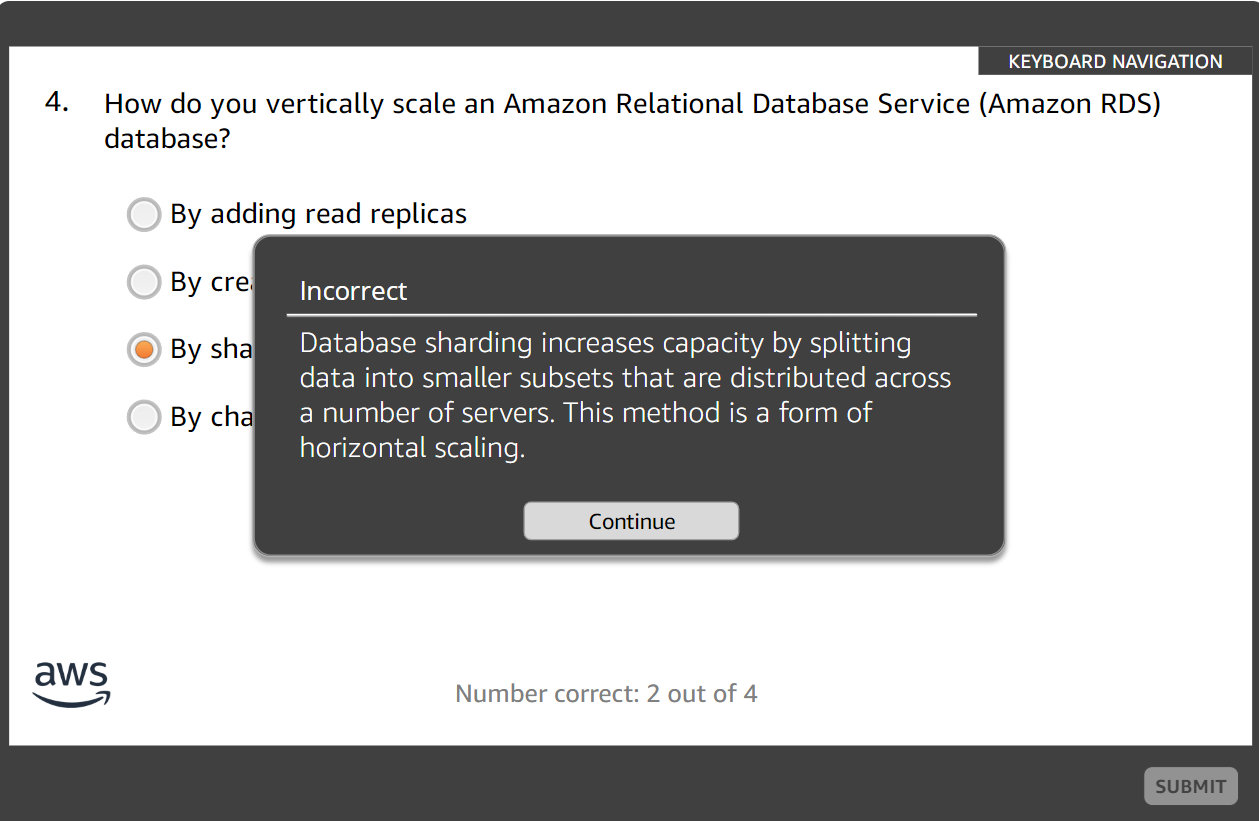 KEYBOARD NAVIGATION
4. How do you vertically scale an Amazon Relational Database Service (Amazon RDS)
database?
By adding read replicas
By crea
Incorrect
Database sharding increases capacity by splitting
data into smaller subsets that are distributed across
a number of servers. This method is a form of
horizontal scaling.
By sha
By cha
Continue
aws
Number correct: 2 out of 4
SUBMIT